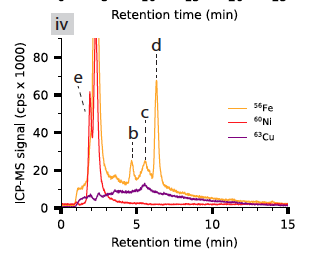 Retention time (min)
iv
ICP-MS signal (cps x 1000)
80
60
40
20
0
e
b
c
d
⁵⁶Fe
⁶⁰Ni
⁶³Cu
0
5
10
15
Retention time (min)